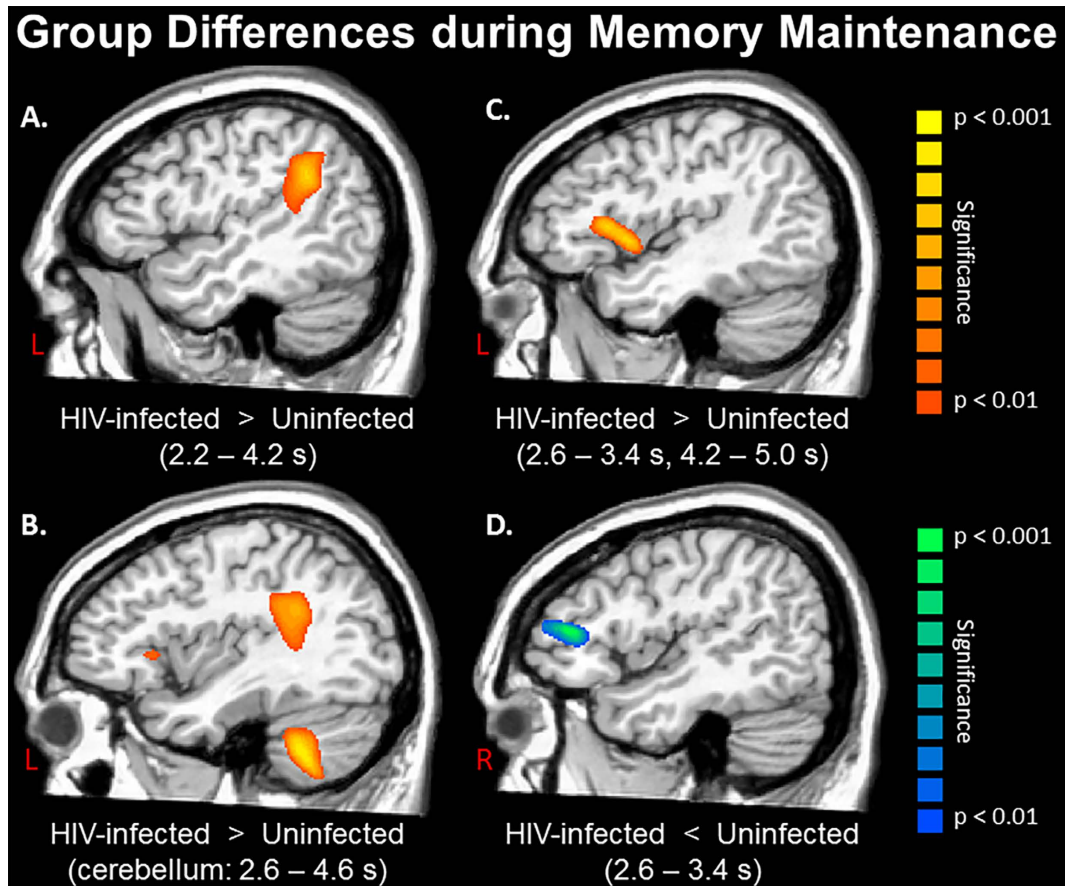 Group Differences during Memory Maintenance
A.
L
HIV-infected > Uninfected
(2.2 – 4.2 s)
C.
L
HIV-infected > Uninfected
(2.6 – 3.4 s, 4.2 – 5.0 s)
p < 0.001
Significance
p < 0.01
B.
L
HIV-infected > Uninfected
(cerebellum: 2.6 – 4.6 s)
D.
R
HIV-infected < Uninfected
(2.6 – 3.4 s)
p < 0.001
Significance
p < 0.01